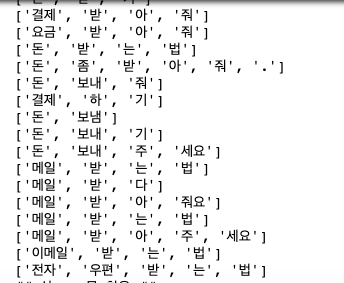 ['결제', '받', '아', '줘']
['요금', '받', '아', '줘']
['돈', '받', '는', '법']
['돈', '좀', '받', '아', '줘', '.']
['돈', '보내', '줘']
['결제', '하', '기']
['돈', '보냄']
['돈', '보내', '기']
['돈', '보내', '주', '세요']
['메일', '받', '는', '법']
['메일', '받', '다']
['메일', '받', '아', '줘요']
['메일', '받', '는', '법']
['메일', '받', '아', '주', '세요']
['이메일', '받', '는', '법']
['전자', '우편', '받', '는', '법']